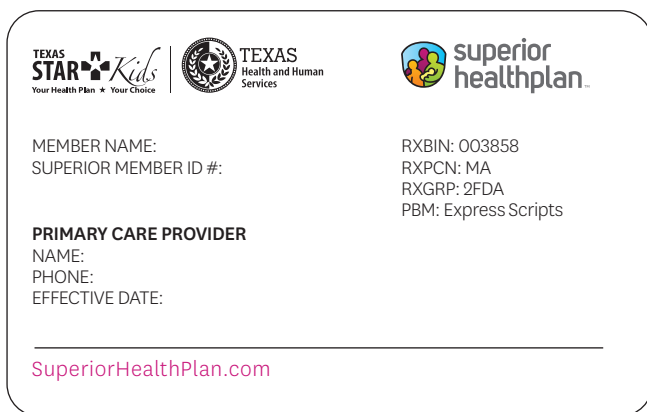 TEXAS
STAR Kids
Your Health Plan ★ Your Choice
TEXAS
Health and Human
Services
superior
healthplan™
MEMBER NAME:
SUPERIOR MEMBER ID #:
RXBIN: 003858
RXPCN: MA
RXGRP: 2FDA
PBM: Express Scripts
PRIMARY CARE PROVIDER
NAME:
PHONE:
EFFECTIVE DATE:
SuperiorHealthPlan.com